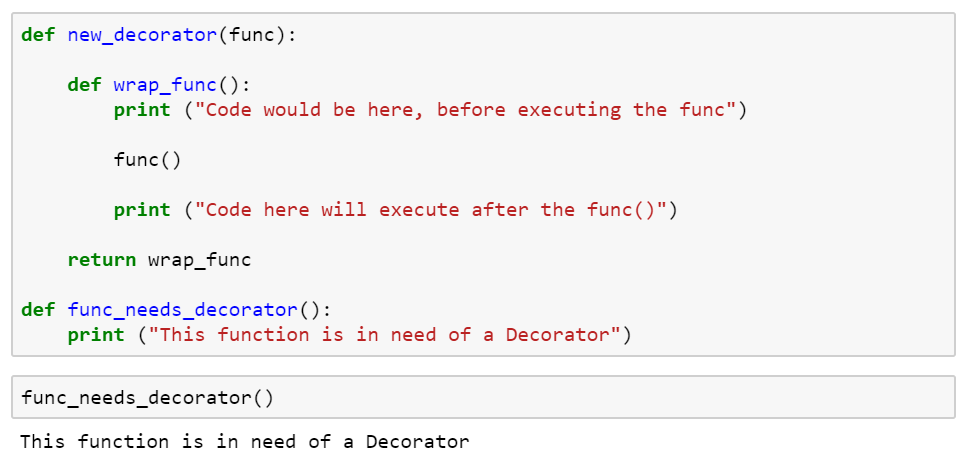 def new_decorator(func):
    def wrap_func():
        print ("Code would be here, before executing the func")
        func()
        print ("Code here will execute after the func()")
    return wrap_func
def func_needs_decorator():
    print ("This function is in need of a Decorator")
func_needs_decorator()
This function is in need of a Decorator